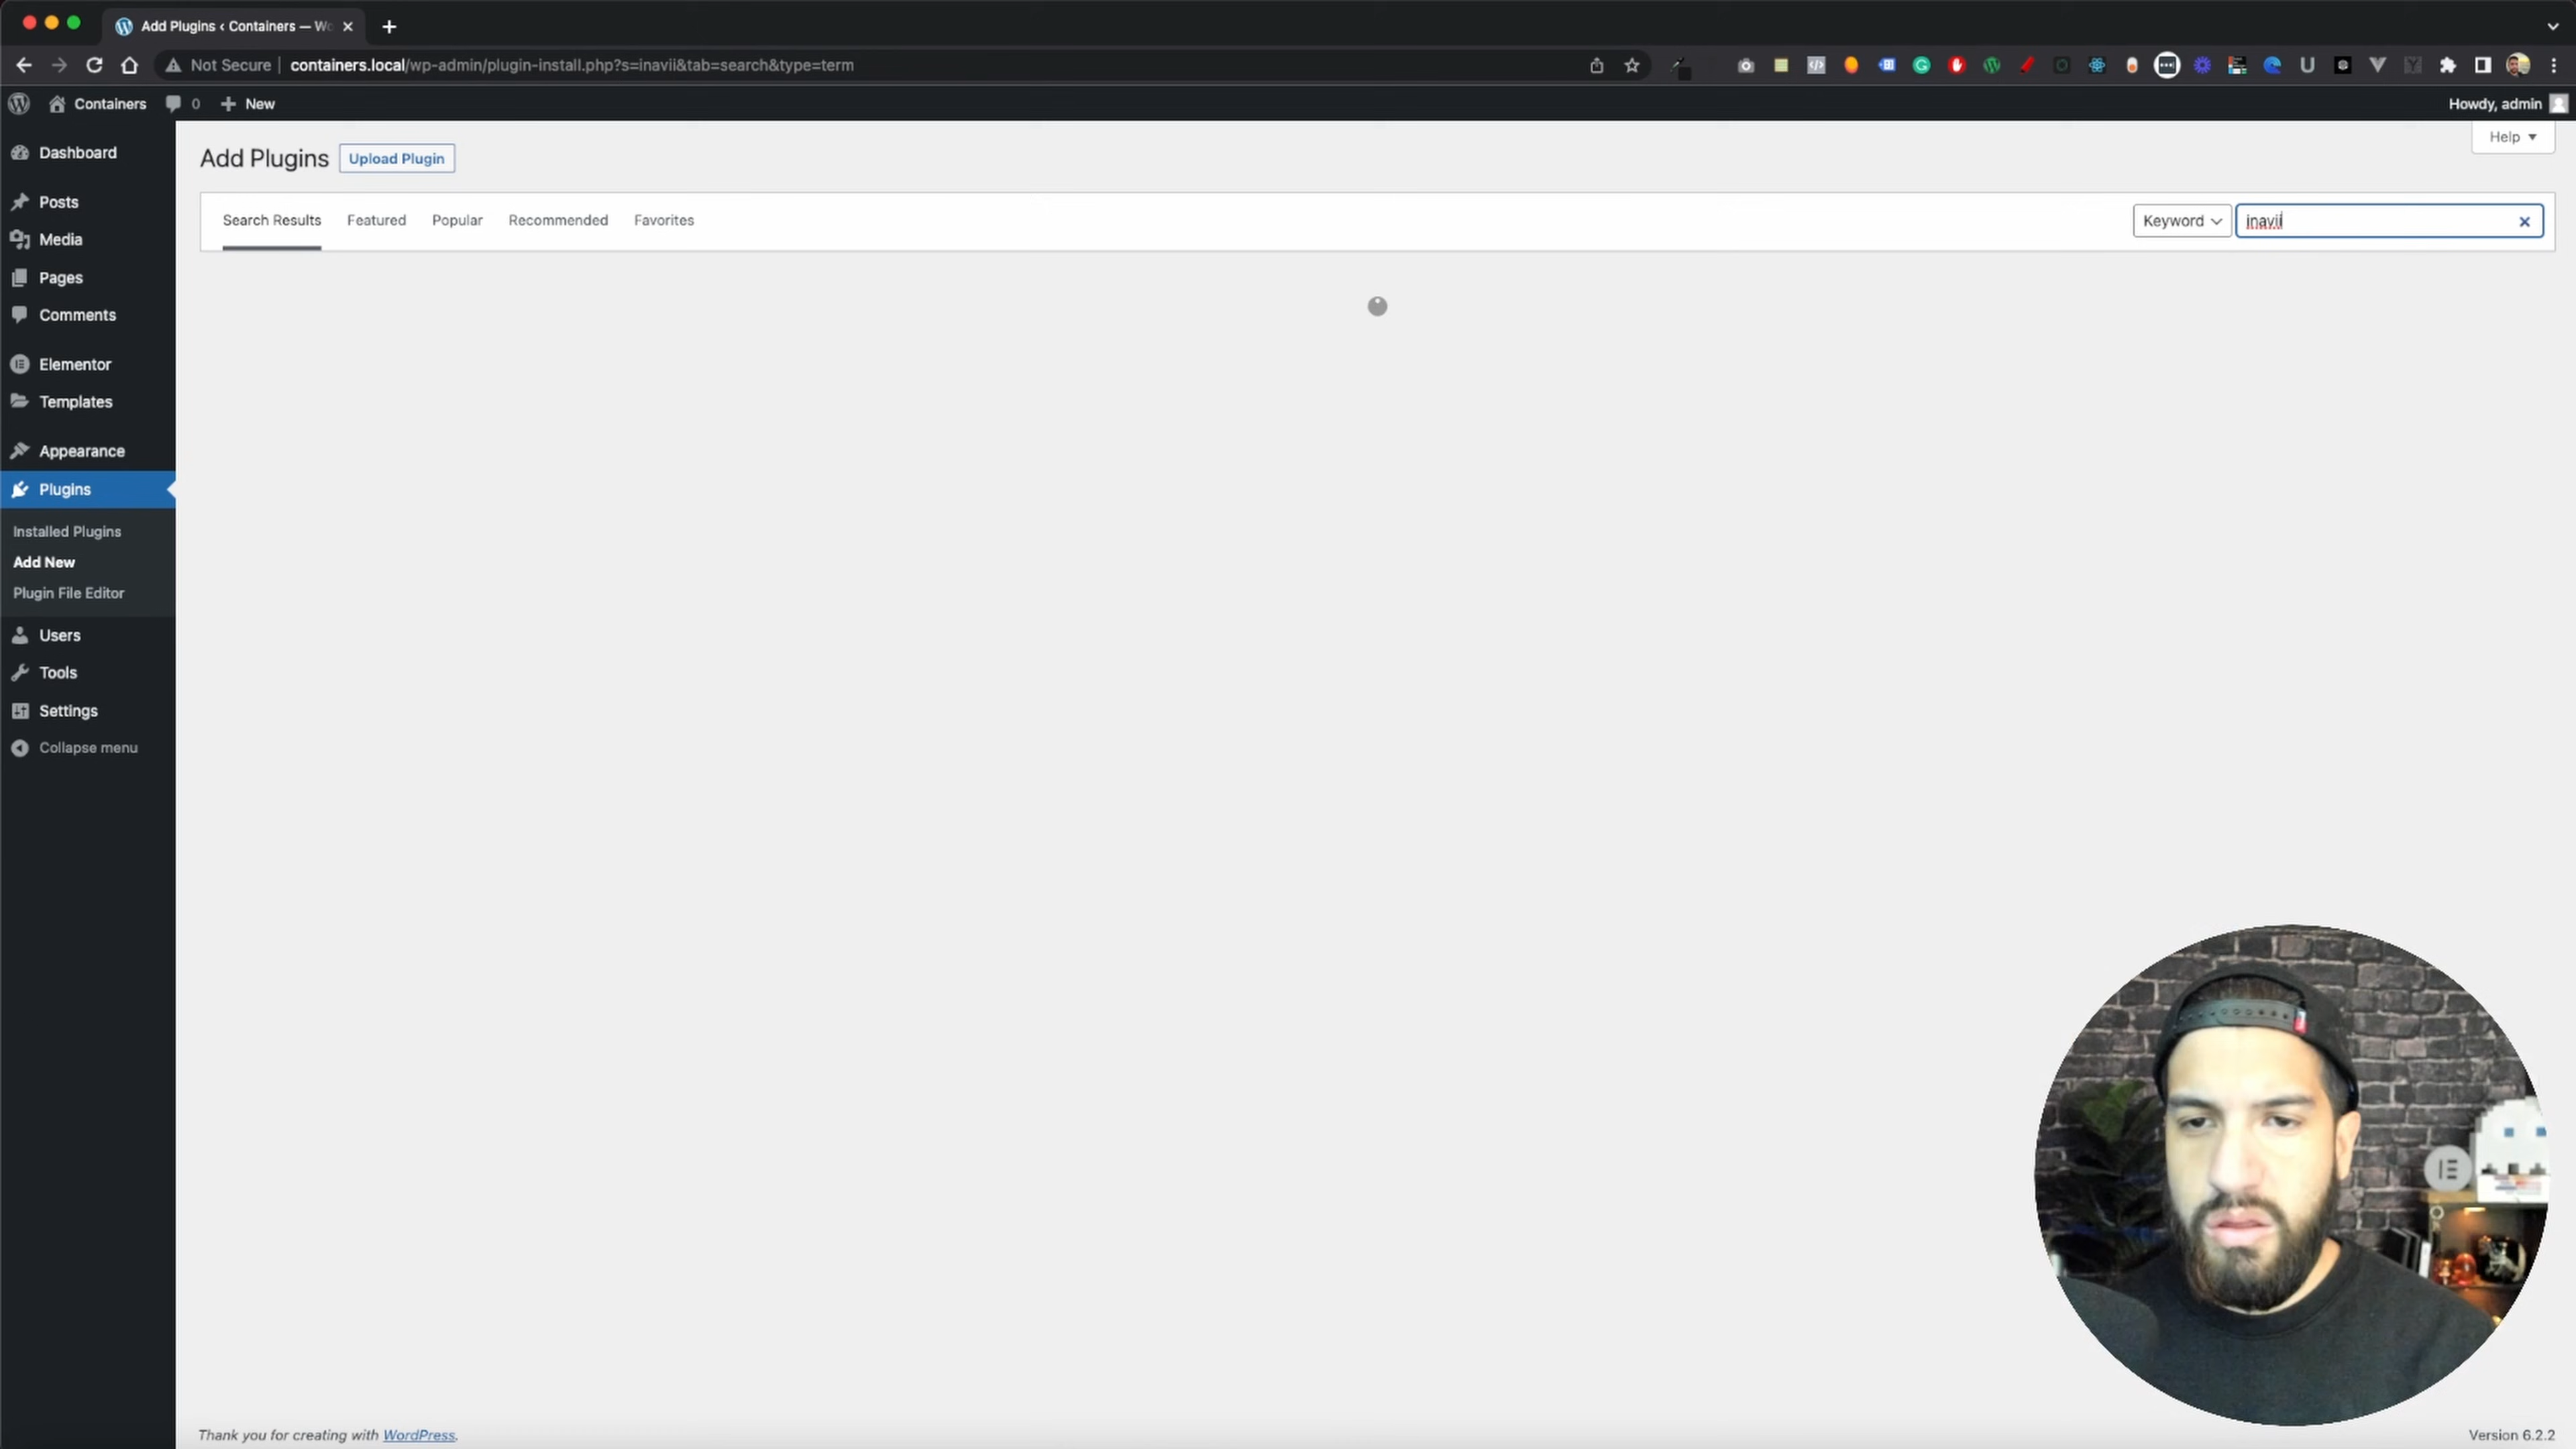 Add Plugins ‹ Containers — Wo
Not Secure
containers.local/wp-admin/plugin-install.php?s=inavii&tab=search&type=term
Containers
0
New
Howdy, admin
Dashboard
Posts
Media
Pages
Comments
Elementor
Templates
Appearance
Plugins
Installed Plugins
Add New
Plugin File Editor
Users
Tools
Settings
Collapse menu
Add Plugins
Upload Plugin
Help
Search Results
Featured
Popular
Recommended
Favorites
Keyword
inavii
Thank you for creating with WordPress.
Version 6.2.2